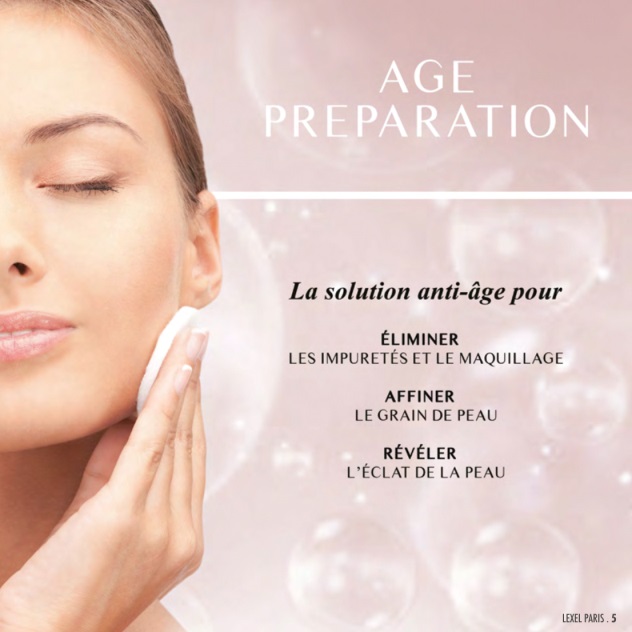 AGE
PREPARATION
La solution anti-âge pour
ÉLIMINER
LES IMPURETÉS ET LE MAQUILLAGE
AFFINER
LE GRAIN DE PEAU
RÉVÉLER
L'ÉCLAT DE LA PEAU
LEXEL PARIS . 5